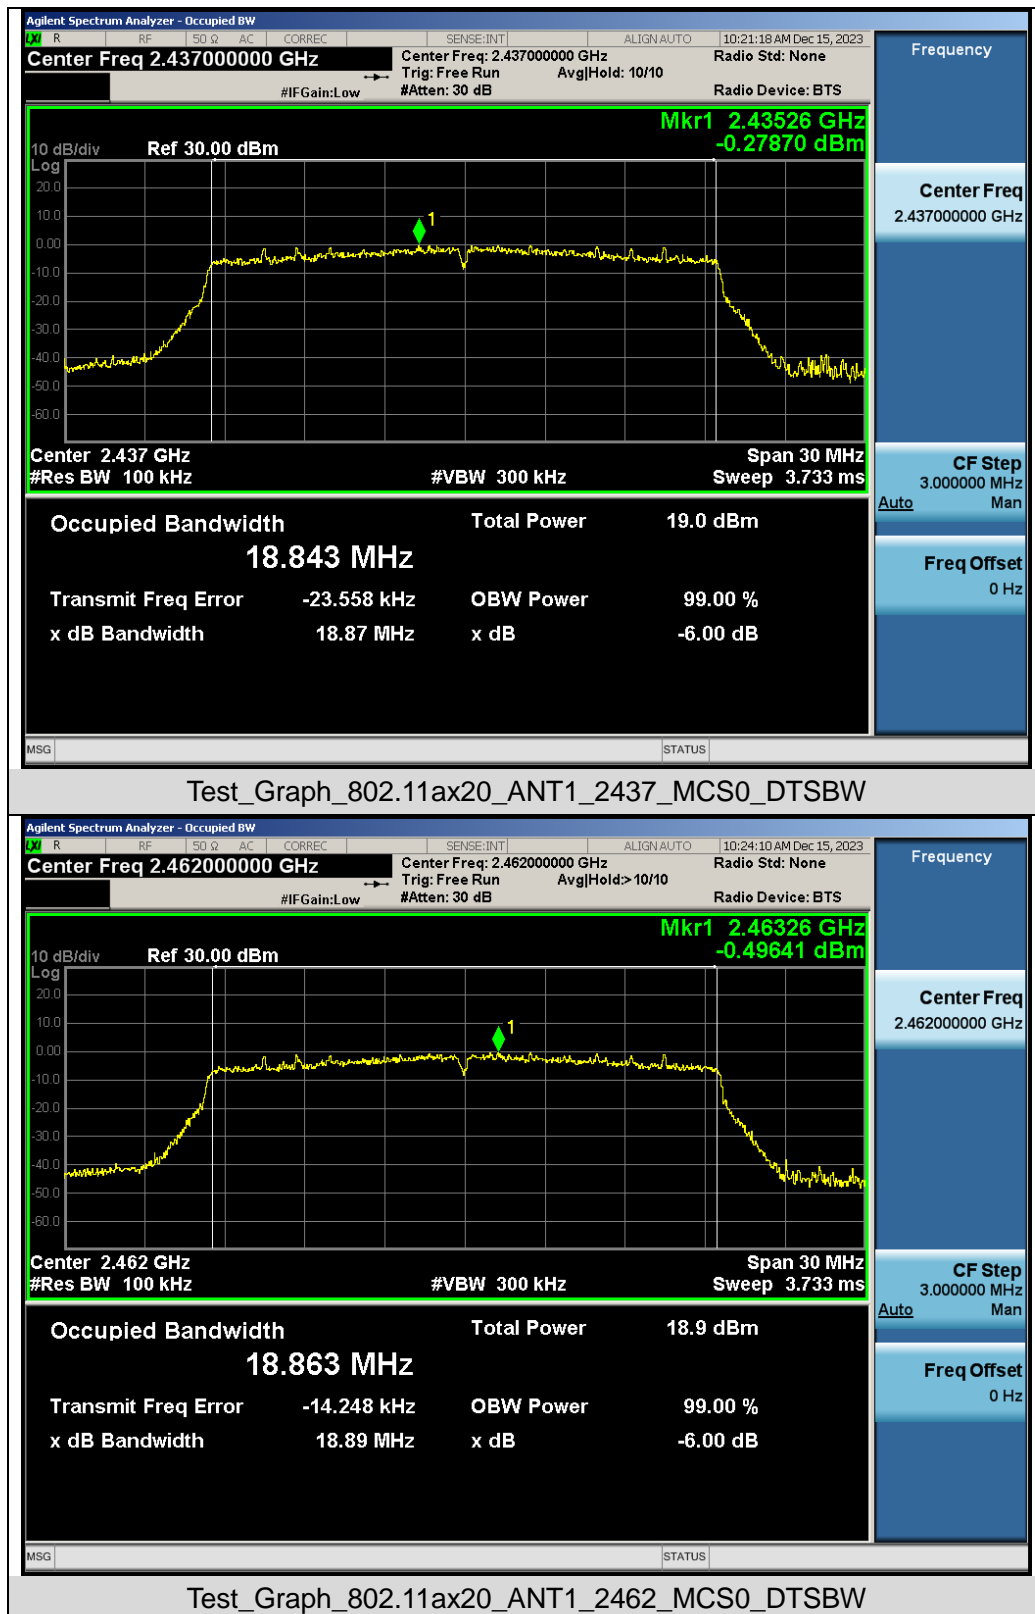 Agilent Spectrum Analyzer - Occupied BW
LXI R RF 50 Ω AC CORREC SENSE:INT ALIGN AUTO 10:21:18 AM Dec 15, 2023
Center Freq 2.437000000 GHz
Center Freq: 2.437000000 GHz Radio Std: None
Trig: Free Run Avg|Hold: 10/10
#IFGain:Low #Atten: 30 dB Radio Device: BTS
Frequency
Mkr1 2.43526 GHz
-0.27870 dBm
10 dB/div Ref 30.00 dBm
Log
20.0
10.0
0.00
-10.0
-20.0
-30.0
-40.0
-50.0
-60.0
1
Center Freq
2.437000000 GHz
Center 2.437 GHz Span 30 MHz
#Res BW 100 kHz #VBW 300 kHz Sweep 3.733 ms
CF Step
3.000000 MHz
Auto Man
Occupied Bandwidth Total Power 19.0 dBm
18.843 MHz
Transmit Freq Error -23.558 kHz OBW Power 99.00 %
x dB Bandwidth 18.87 MHz x dB -6.00 dB
Freq Offset
0 Hz
MSG STATUS
Test_Graph_802.11ax20_ANT1_2437_MCS0_DTSBW
Agilent Spectrum Analyzer - Occupied BW
LXI R RF 50 Ω AC CORREC SENSE:INT ALIGN AUTO 10:24:10 AM Dec 15, 2023
Center Freq 2.462000000 GHz
Center Freq: 2.462000000 GHz Radio Std: None
Trig: Free Run Avg|Hold:>10/10
#IFGain:Low #Atten: 30 dB Radio Device: BTS
Frequency
Mkr1 2.46326 GHz
-0.49641 dBm
10 dB/div Ref 30.00 dBm
Log
20.0
10.0
0.00
-10.0
-20.0
-30.0
-40.0
-50.0
-60.0
1
Center Freq
2.462000000 GHz
Center 2.462 GHz Span 30 MHz
#Res BW 100 kHz #VBW 300 kHz Sweep 3.733 ms
CF Step
3.000000 MHz
Auto Man
Occupied Bandwidth Total Power 18.9 dBm
18.863 MHz
Transmit Freq Error -14.248 kHz OBW Power 99.00 %
x dB Bandwidth 18.89 MHz x dB -6.00 dB
Freq Offset
0 Hz
MSG STATUS
Test_Graph_802.11ax20_ANT1_2462_MCS0_DTSBW